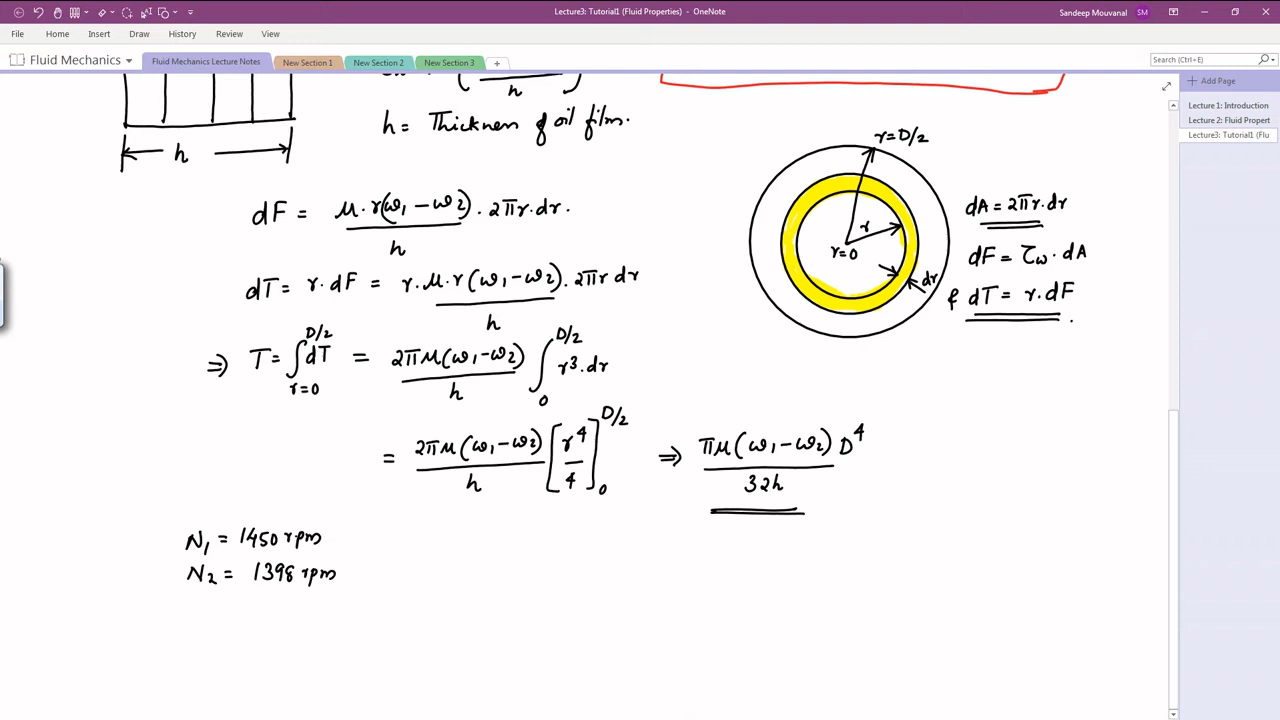 Lecture3: Tutorial1 (Fluid Properties) - OneNote
Sandeep Mouvanal SM
File Home Insert Draw History Review View
Fluid Mechanics
Fluid Mechanics Lecture Notes New Section 1 New Section 2 New Section 3 +
Search (Ctrl+E)
Add Page
Lecture 1: Introduction
Lecture 2: Fluid Propert
Lecture3: Tutorial1 (Flu
h
h = Thickness of oil film.
h
r = D/2
r
r=0
dr
dA = 2πr.dr
dF = τω . dA
& dT = r.dF
dF = μ.r(ω1 - ω2) / h . 2πr.dr.
dT = r.dF = r.μ.r(ω1 - ω2) / h . 2πr dr
⇒ T = ∫_{r=0}^{D/2} dT = 2πμ(ω1 - ω2) / h ∫_0^{D/2} r³.dr
= 2πμ(ω1 - ω2) / h [r⁴/4]_0^{D/2} ⇒ πμ(ω1 - ω2) D⁴ / 32h
N1 = 1450 rpm
N2 = 1398 rpm